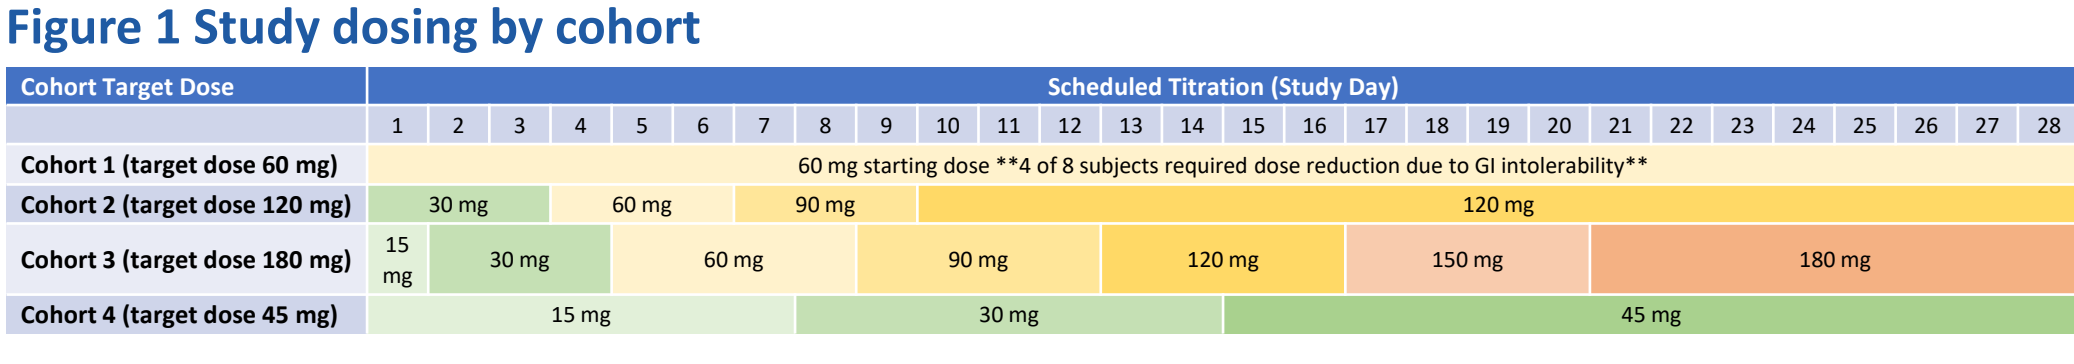 Figure 1 Study dosing by cohort
Cohort Target Dose Scheduled Titration (Study Day)
1 2 3 4 5 6 7 8 9 10 11 12 13 14 15 16 17 18 19 20 21 22 23 24 25 26 27 28
Cohort 1 (target dose 60 mg) 60 mg starting dose **4 of 8 subjects required dose reduction due to GI intolerability**
Cohort 2 (target dose 120 mg) 30 mg 60 mg 90 mg 120 mg
Cohort 3 (target dose 180 mg) 15 mg 30 mg 60 mg 90 mg 120 mg 150 mg 180 mg
Cohort 4 (target dose 45 mg) 15 mg 30 mg 45 mg